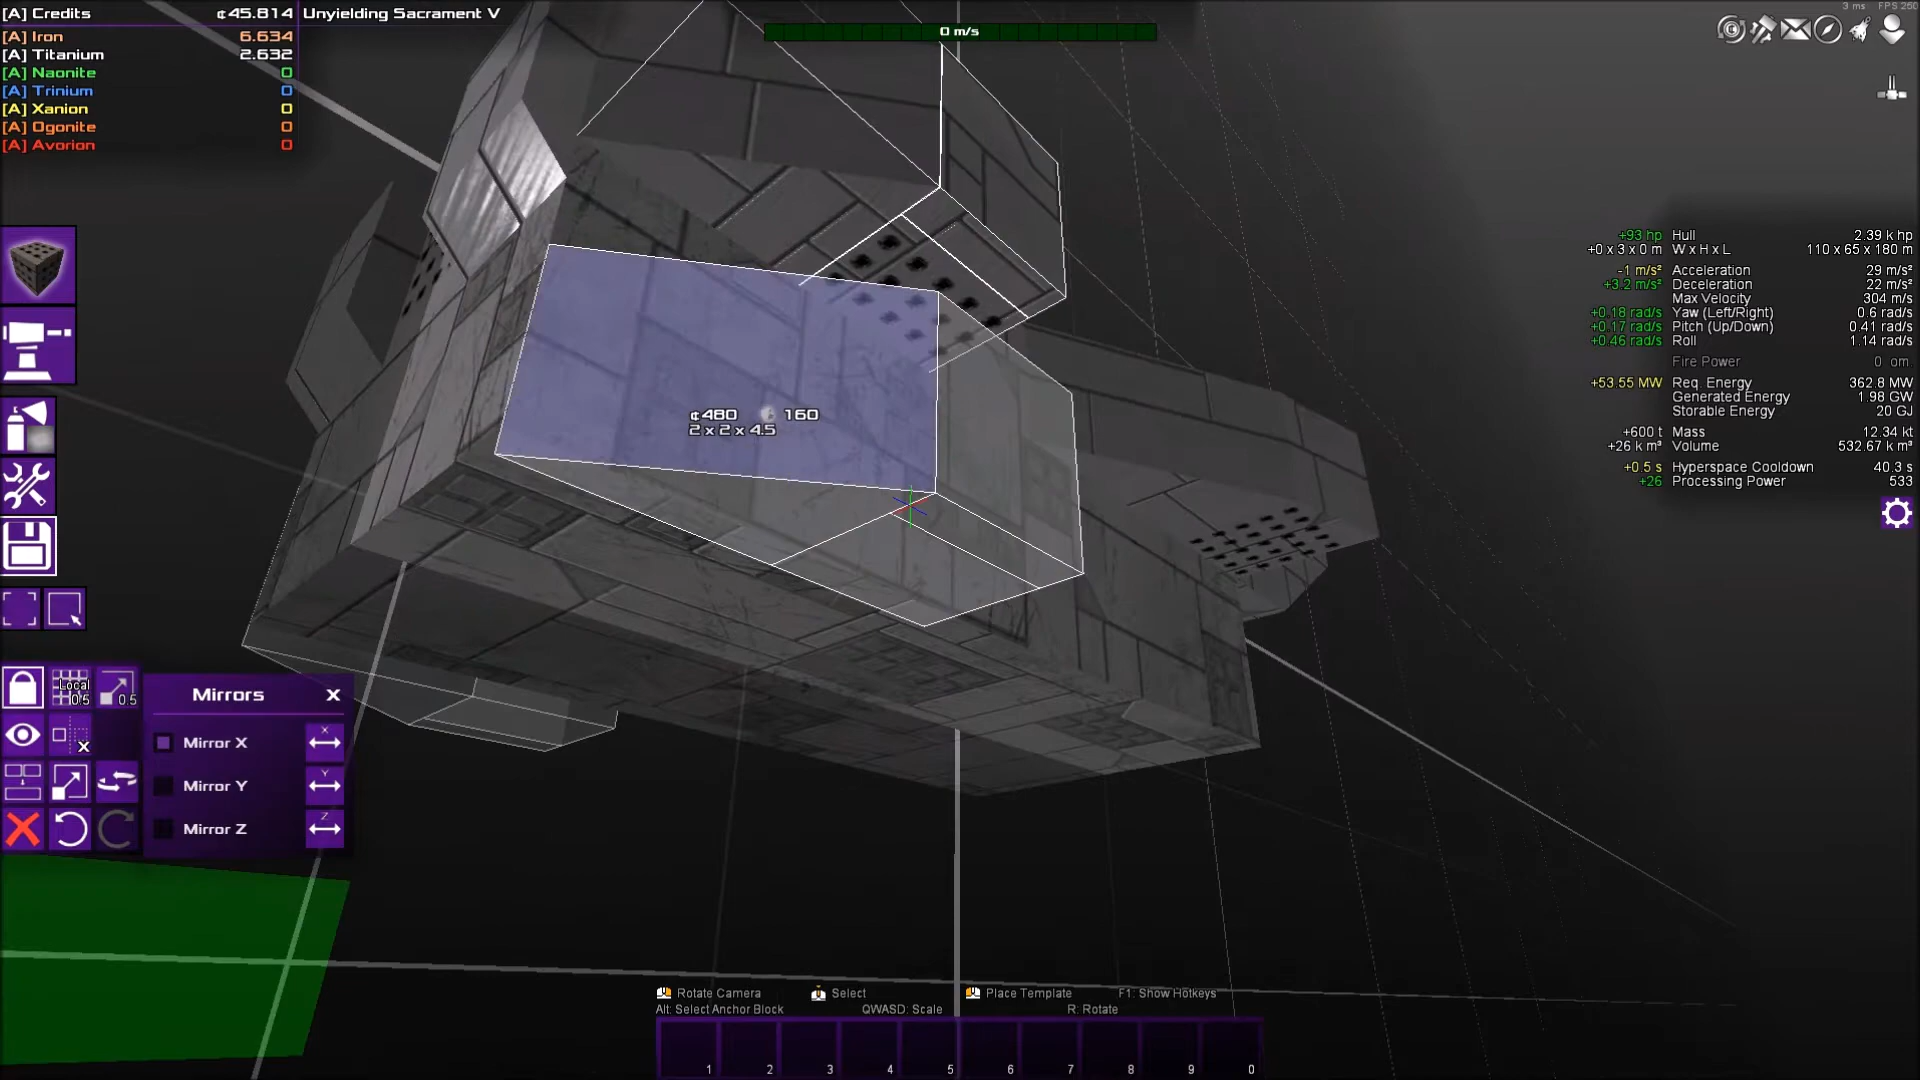 [A] Credits ¢45.814 Unyielding Sacrament V
[A] Iron 6.634
[A] Titanium 2.632
[A] Naonite 0
[A] Trinium 0
[A] Xanion 0
[A] Ogonite 0
[A] Avorion 0
0 m/s
3 ms FPS 250
+93 hp Hull 2.39 k hp
+0 x 3 x 0 m W x H x L 110 x 65 x 180 m
-1 m/s² Acceleration 29 m/s²
+3.2 m/s² Deceleration 22 m/s²
Max Velocity 304 m/s
+0.18 rad/s Yaw (Left/Right) 0.6 rad/s
+0.17 rad/s Pitch (Up/Down) 0.41 rad/s
+0.46 rad/s Roll 1.14 rad/s
Fire Power 0 om.
+53.55 MW Req. Energy 362.8 MW
Generated Energy 1.98 GW
Storable Energy 20 GJ
+600 t Mass 12.34 kt
+26 k m³ Volume 532.67 k m³
+0.5 s Hyperspace Cooldown 40.3 s
+26 Processing Power 533
¢480 160
2 x 2 x 4.5
Local
0.5
0.5
X
Mirrors X
Mirror X X
Mirror Y Y
Mirror Z Z
Rotate Camera Select Place Template F1: Show Hotkeys
Alt: Select Anchor Block QWASD: Scale R: Rotate
1 2 3 4 5 6 7 8 9 0